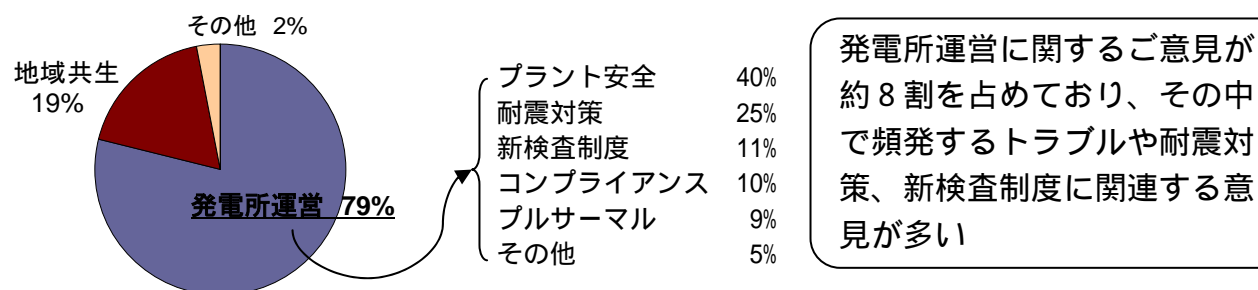 その他 2%
地域共生
19%
発電所運営 79%
プラント安全 40%
耐震対策 25%
新検査制度 11%
コンプライアンス 10%
プルサーマル 9%
その他 5%
発電所運営に関するご意見が
約8割を占めており、その中
で頻発するトラブルや耐震対
策、新検査制度に関連する意
見が多い